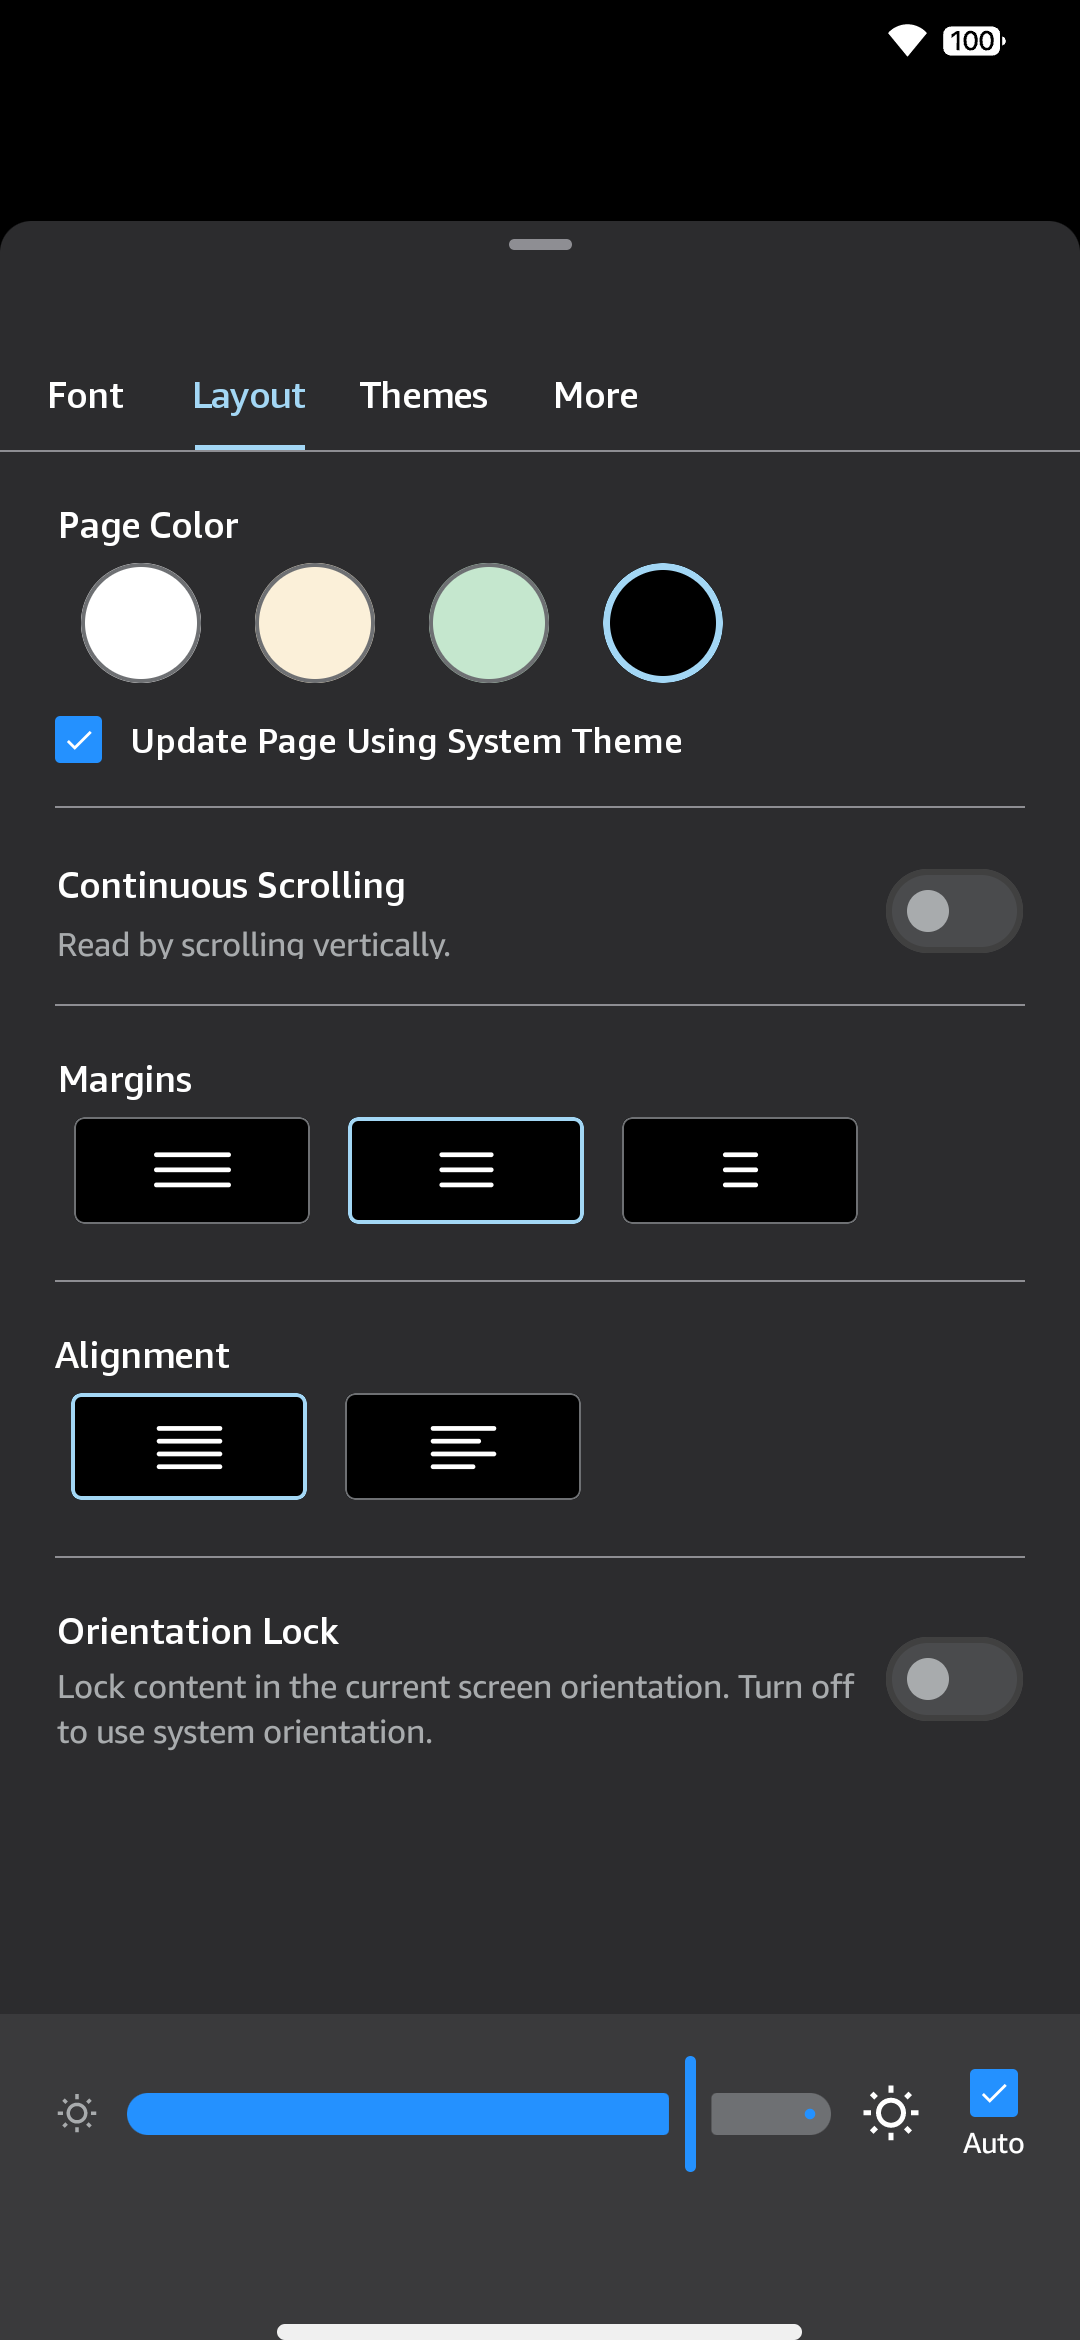 100
Font Layout Themes More
Page Color
Update Page Using System Theme
Continuous Scrolling
Read by scrolling vertically.
Margins
Alignment
Orientation Lock
Lock content in the current screen orientation. Turn off
to use system orientation.
Auto